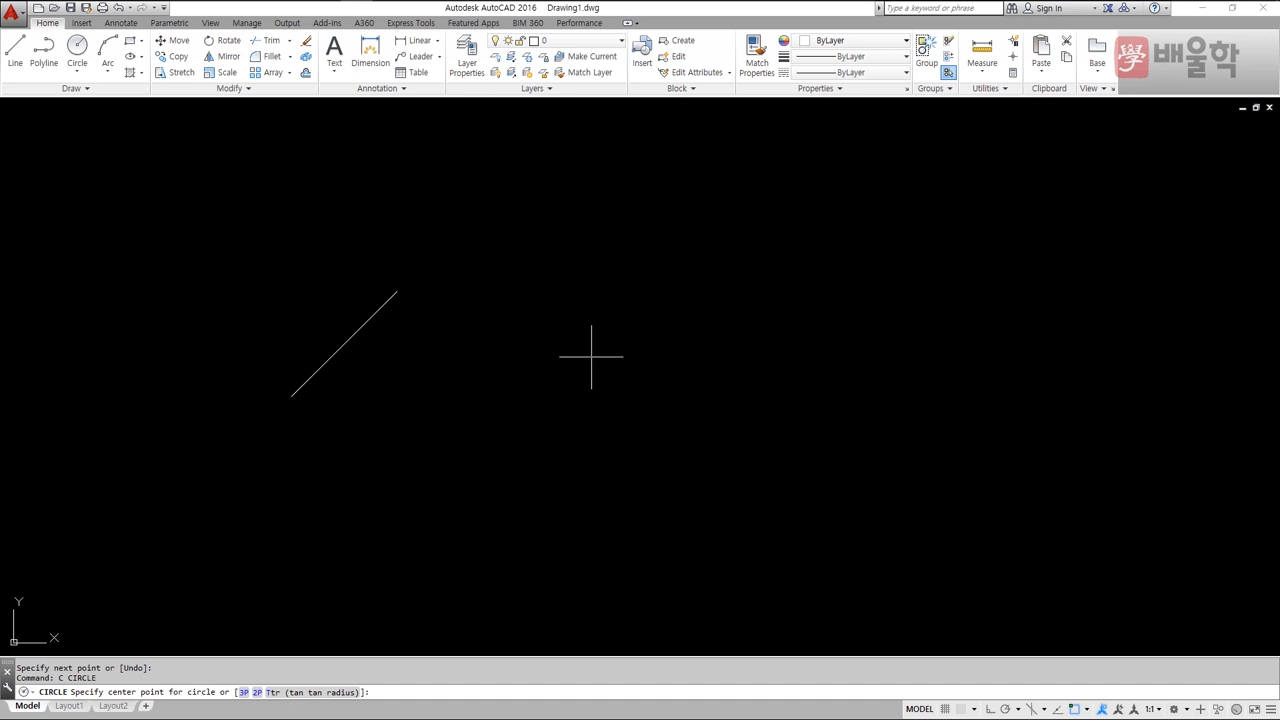 Autodesk AutoCAD 2016 Drawing1.dwg
Type a keyword or phrase
Sign In
Home Insert Annotate Parametric View Manage Output Add-ins A360 Express Tools Featured Apps BIM 360 Performance
Line Polyline Circle Arc
Move Rotate Trim
Copy Mirror Fillet
Stretch Scale Array
Text Dimension
Linear
Leader
Table
Layer Properties
0
Make Current
Match Layer
Insert
Create
Edit
Edit Attributes
Match Properties
ByLayer
ByLayer
ByLayer
Group
Measure
Paste
Base
學 배울학
Draw Modify Annotation Layers Block Properties Groups Utilities Clipboard View
Y
X
Specify next point or [Undo]:
Command: C CIRCLE
CIRCLE Specify center point for circle or [3P 2P Ttr (tan tan radius)]:
Model Layout1 Layout2 +
MODEL 1:1